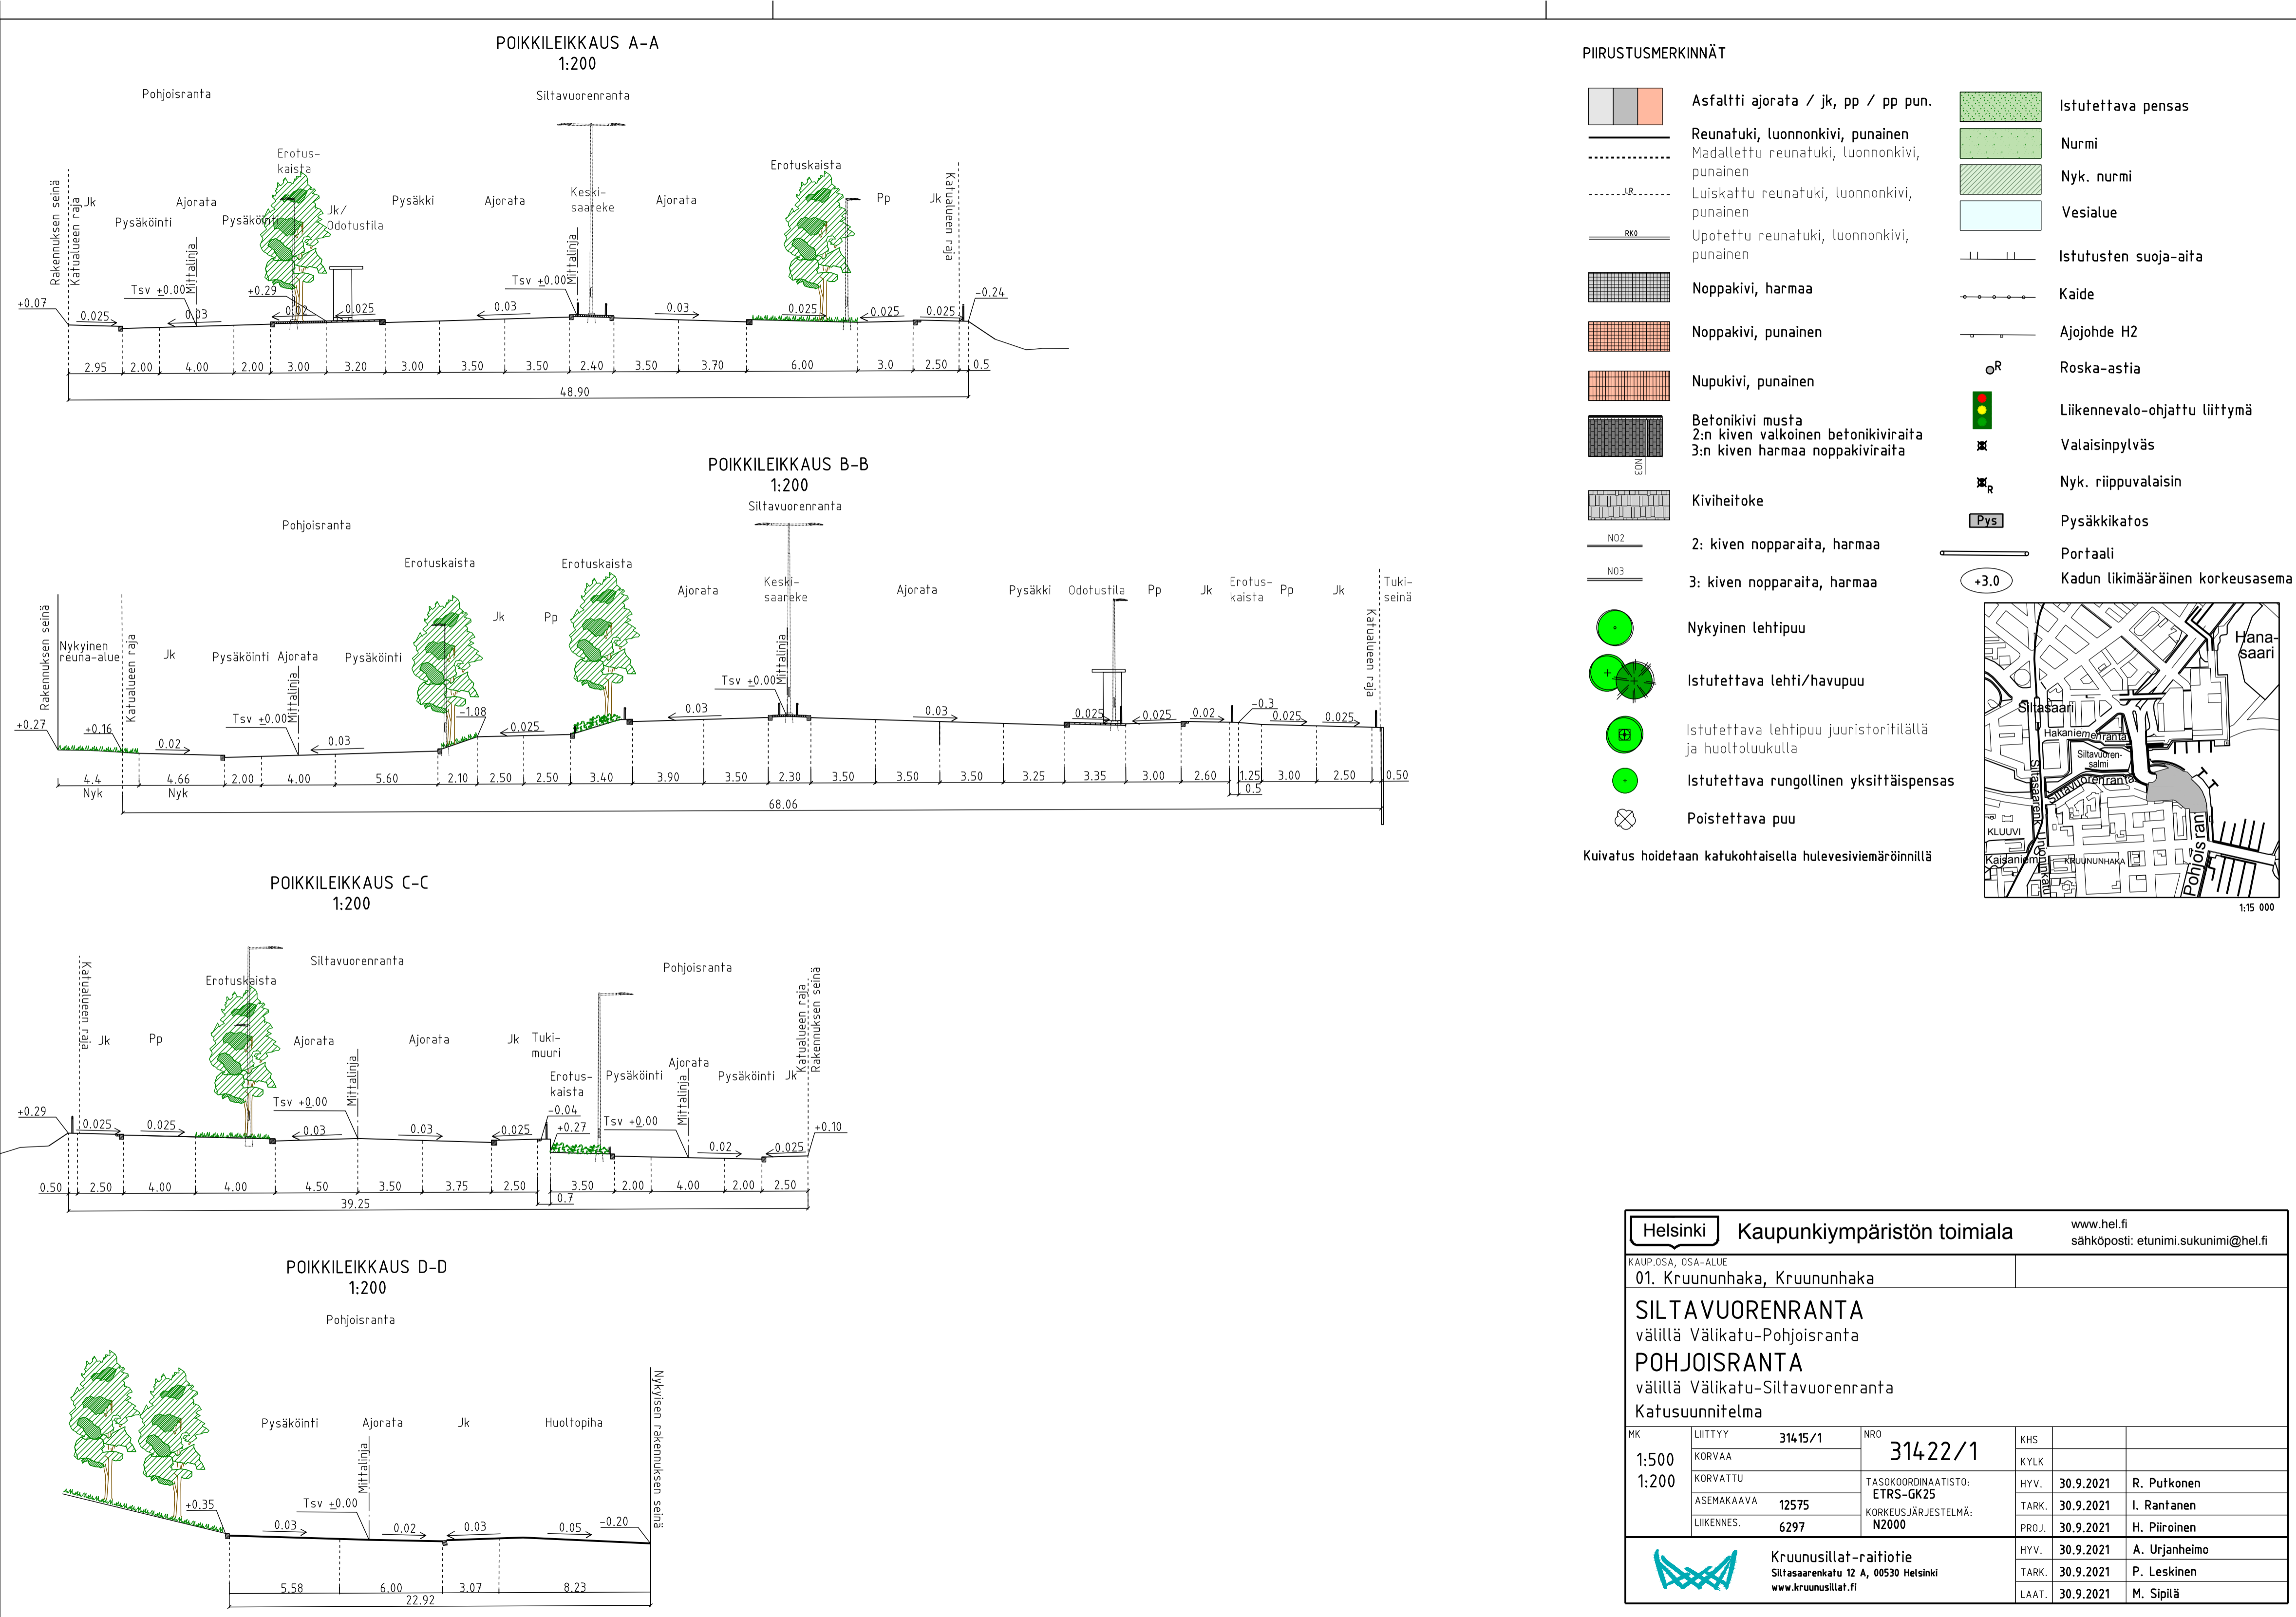 POIKKILEIKKAUS A-A
1:200
Pohjoisranta
Siltavuorenranta
Rakennuksen seinä
Katualueen raja
Jk
Pysäköinti
Ajorata
Mittalinja
Pysäköinti
Erotus-
kaista
Jk/
Odotustila
Pysäkki
Ajorata
Mittalinja
Keski-
saareke
Ajorata
Erotuskaista
Pp
Jk
Katualueen raja
+0.07
0.025
Tsv +0.00
0.03
+0.29
0.02
0.025
0.03
Tsv +0.00
0.03
0.025
0.025
0.025
-0.24
2.95 2.00 4.00 2.00 3.00 3.20 3.00 3.50 3.50 2.40 3.50 3.70 6.00 3.0 2.50 0.5
48.90
POIKKILEIKKAUS B-B
1:200
Siltavuorenranta
Pohjoisranta
Rakennuksen seinä
Nykyinen
reuna-alue
Katualueen raja
Jk
Pysäköinti
Ajorata
Mittalinja
Pysäköinti
Erotuskaista
Jk
Pp
Erotuskaista
Ajorata
Mittalinja
Keski-
saareke
Ajorata
Pysäkki
Odotustila
Pp
Jk
Erotus-
kaista
Pp
Jk
Katualueen raja
Tuki-
seinä
+0.27
+0.16
0.02
Tsv +0.00
0.03
-1.08
0.025
0.03
Tsv +0.00
0.03
0.025
0.025
0.02
-0.3
0.025
0.025
4.4 4.66 2.00 4.00 5.60 2.10 2.50 2.50 3.40 3.90 3.50 2.30 3.50 3.50 3.50 3.25 3.35 3.00 2.60 1.25 3.00 2.50 0.50
Nyk Nyk 0.5
68.06
POIKKILEIKKAUS C-C
1:200
Siltavuorenranta
Pohjoisranta
Katualueen raja
Jk
Pp
Erotuskaista
Ajorata
Mittalinja
Ajorata
Jk
Tuki-
muuri
Erotus-
kaista
Pysäköinti
Ajorata
Mittalinja
Pysäköinti
Jk
Katualueen raja
Rakennuksen seinä
+0.29
0.025
0.025
Tsv +0.00
0.03
0.03
0.025
-0.04
+0.27
Tsv +0.00
0.02
0.025
+0.10
0.50 2.50 4.00 4.00 4.50 3.50 3.75 2.50 3.50 2.00 4.00 2.00 2.50
0.7
39.25
POIKKILEIKKAUS D-D
1:200
Pohjoisranta
Pysäköinti
Ajorata
Mittalinja
Jk
Huoltopiha
Nykyisen rakennuksen seinä
+0.35
0.03
Tsv +0.00
0.02
0.03
0.05
-0.20
5.58 6.00 3.07 8.23
22.92
PIIRUSTUSMERKINNÄT
Asfaltti ajorata / jk, pp / pp pun.
Reunatuki, luonnonkivi, punainen
Madallettu reunatuki, luonnonkivi,
punainen
LR
Luiskattu reunatuki, luonnonkivi,
punainen
RK0
Upotettu reunatuki, luonnonkivi,
punainen
Noppakivi, harmaa
Noppakivi, punainen
Nupukivi, punainen
Betonikivi musta
2:n kiven valkoinen betonikiviraita
3:n kiven harmaa noppakiviraita
NO3
Kiviheitoke
NO2
2: kiven nopparaita, harmaa
NO3
3: kiven nopparaita, harmaa
Nykyinen lehtipuu
Istutettava lehti/havupuu
Istutettava lehtipuu juuristoritilällä
ja huoltoluukulla
Istutettava rungollinen yksittäispensas
Poistettava puu
Kuivatus hoidetaan katukohtaisella hulevesiviemäröinnillä
Istutettava pensas
Nurmi
Nyk. nurmi
Vesialue
Istutusten suoja-aita
Kaide
Ajojohde H2
R
Roska-astia
Liikennevalo-ohjattu liittymä
Valaisinpylväs
R
Nyk. riippuvalaisin
Pys
Pysäkkikatos
Portaali
+3.0
Kadun likimääräinen korkeusasema
Hana-
saari
Siltasaari
Hakaniemenranta
Siltavuoren-
salmi
Siltavuorenranta
Siltasaarenk
KLUUVI
Kaisaniem
Unioninkatu
KRUUNUNHAKA
Pohjoisran
1:15 000
Helsinki
Kaupunkiympäristön toimiala
www.hel.fi
sähköposti: etunimi.sukunimi@hel.fi
KAUP.OSA, OSA-ALUE
01. Kruununhaka, Kruununhaka
SILTAVUORENRANTA
välillä Välikatu-Pohjoisranta
POHJOISRANTA
välillä Välikatu-Siltavuorenranta
Katusuunnitelma
MK
1:500
1:200
LIITTYY 31415/1
KORVAA
KORVATTU
ASEMAKAAVA 12575
LIIKENNES. 6297
NRO
31422/1
TASOKOORDINAATISTO:
ETRS-GK25
KORKEUSJÄRJESTELMÄ:
N2000
KHS
KYLK
HYV. 30.9.2021 R. Putkonen
TARK. 30.9.2021 I. Rantanen
PROJ. 30.9.2021 H. Piiroinen
HYV. 30.9.2021 A. Urjanheimo
TARK. 30.9.2021 P. Leskinen
LAAT. 30.9.2021 M. Sipilä
Kruunusillat-raitiotie
Siltasaarenkatu 12 A, 00530 Helsinki
www.kruunusillat.fi